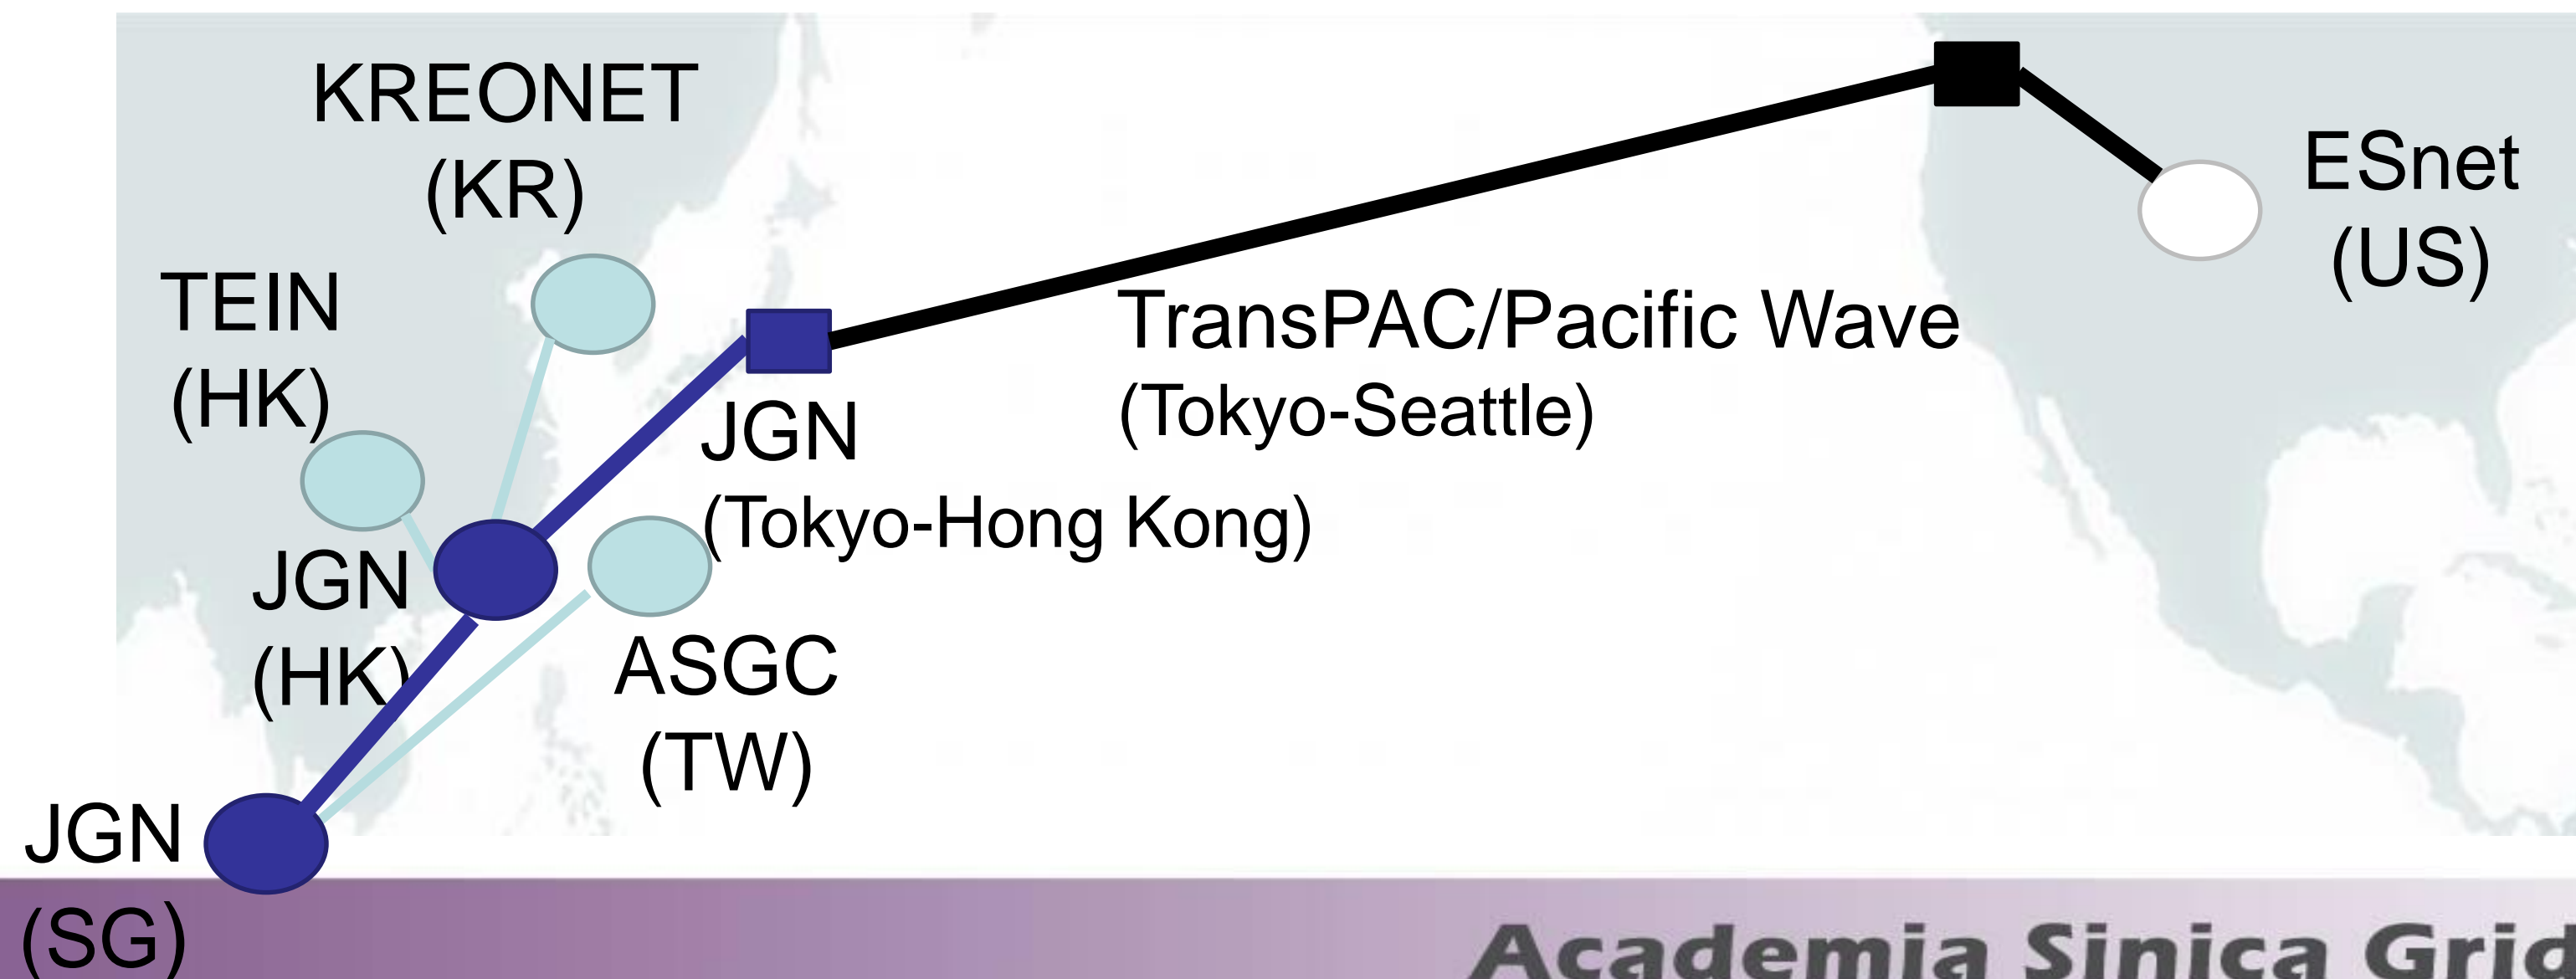 KREONET
(KR)
TEIN
(HK)
JGN
(HK)
JGN
(SG)
JGN
(Tokyo-Hong Kong)
ASGC
(TW)
TransPAC/Pacific Wave
(Tokyo-Seattle)
ESnet
(US)
Academia Sinica Grid